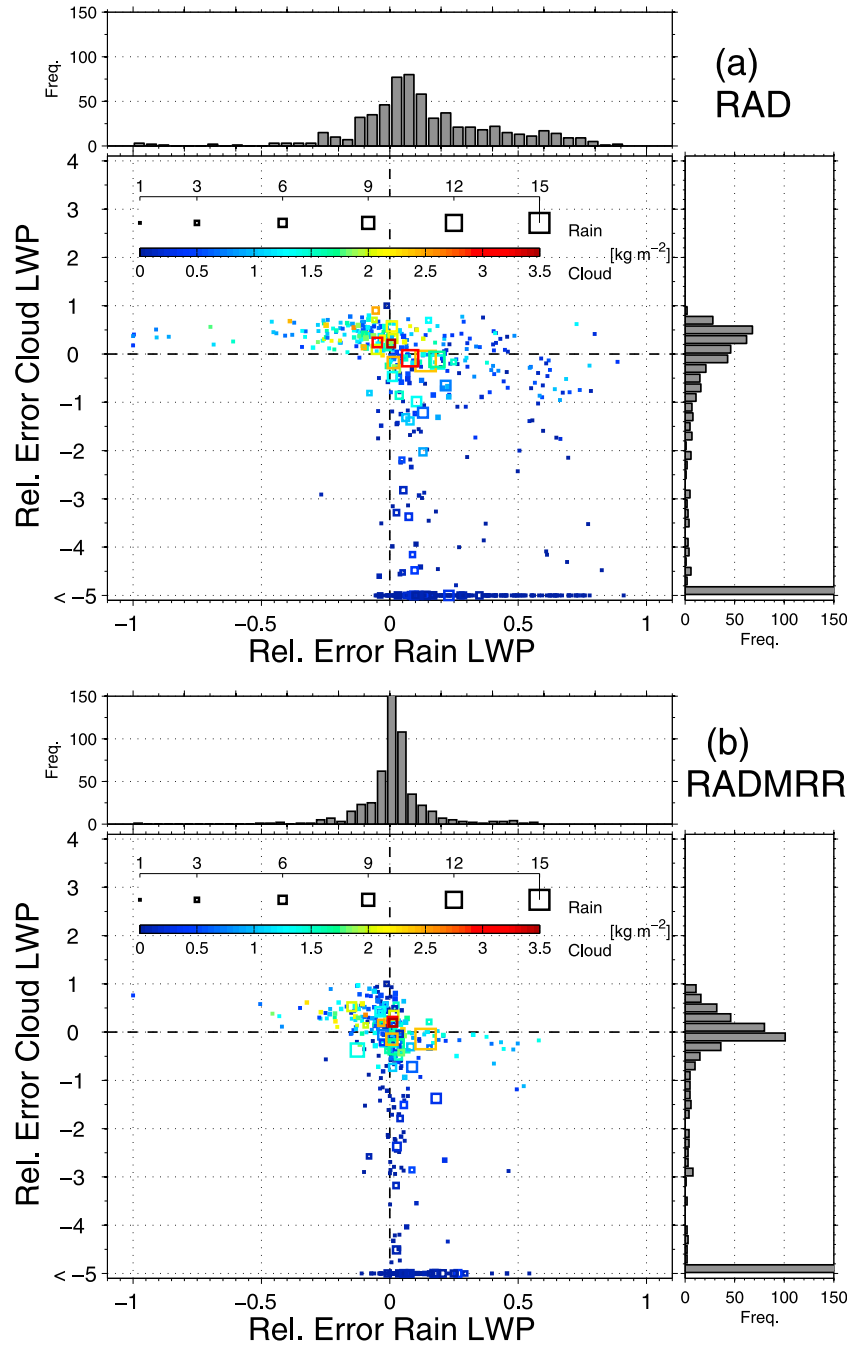 150
100
50
0
Freq.
(a)
RAD
4
3
2
1
0
−1
−2
−3
−4
< −5
Rel. Error Cloud LWP
1 3 6 9 12 15
Rain
[kg m−2]
0 0.5 1 1.5 2 2.5 3 3.5
Cloud
−1 −0.5 0 0.5 1
Rel. Error Rain LWP
0 50 100 150
Freq.
150
100
50
0
Freq.
(b)
RADMRR
4
3
2
1
0
−1
−2
−3
−4
< −5
Rel. Error Cloud LWP
1 3 6 9 12 15
Rain
[kg m−2]
0 0.5 1 1.5 2 2.5 3 3.5
Cloud
−1 −0.5 0 0.5 1
Rel. Error Rain LWP
0 50 100 150
Freq.